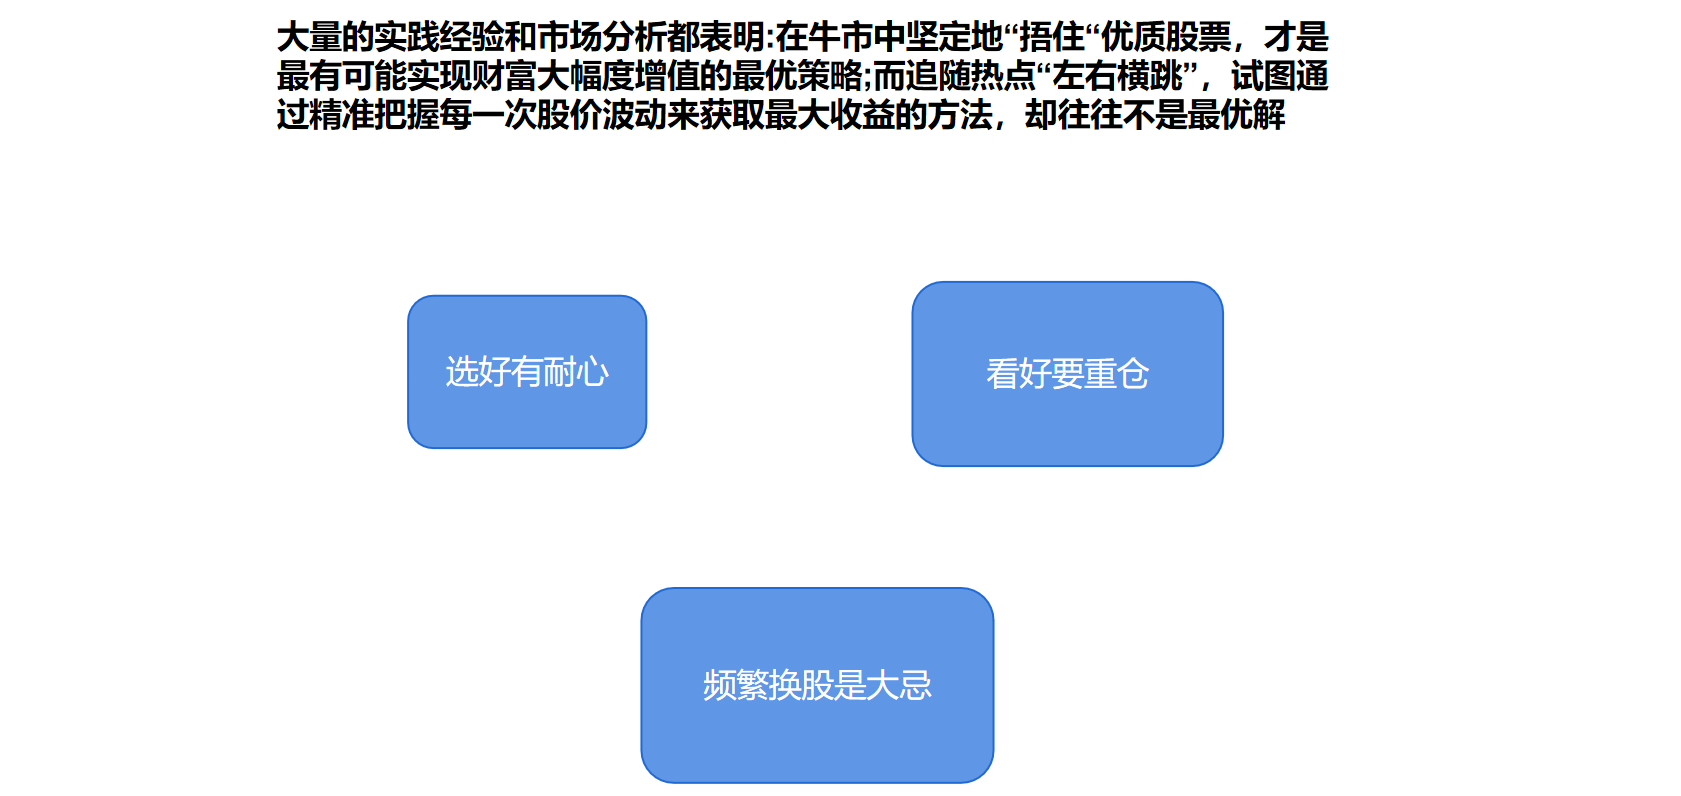 大量的实践经验和市场分析都表明:在牛市中坚定地“捂住“优质股票，才是
最有可能实现财富大幅度增值的最优策略;而追随热点“左右横跳”，试图通
过精准把握每一次股价波动来获取最大收益的方法，却往往不是最优解
选好有耐心
看好要重仓
频繁换股是大忌